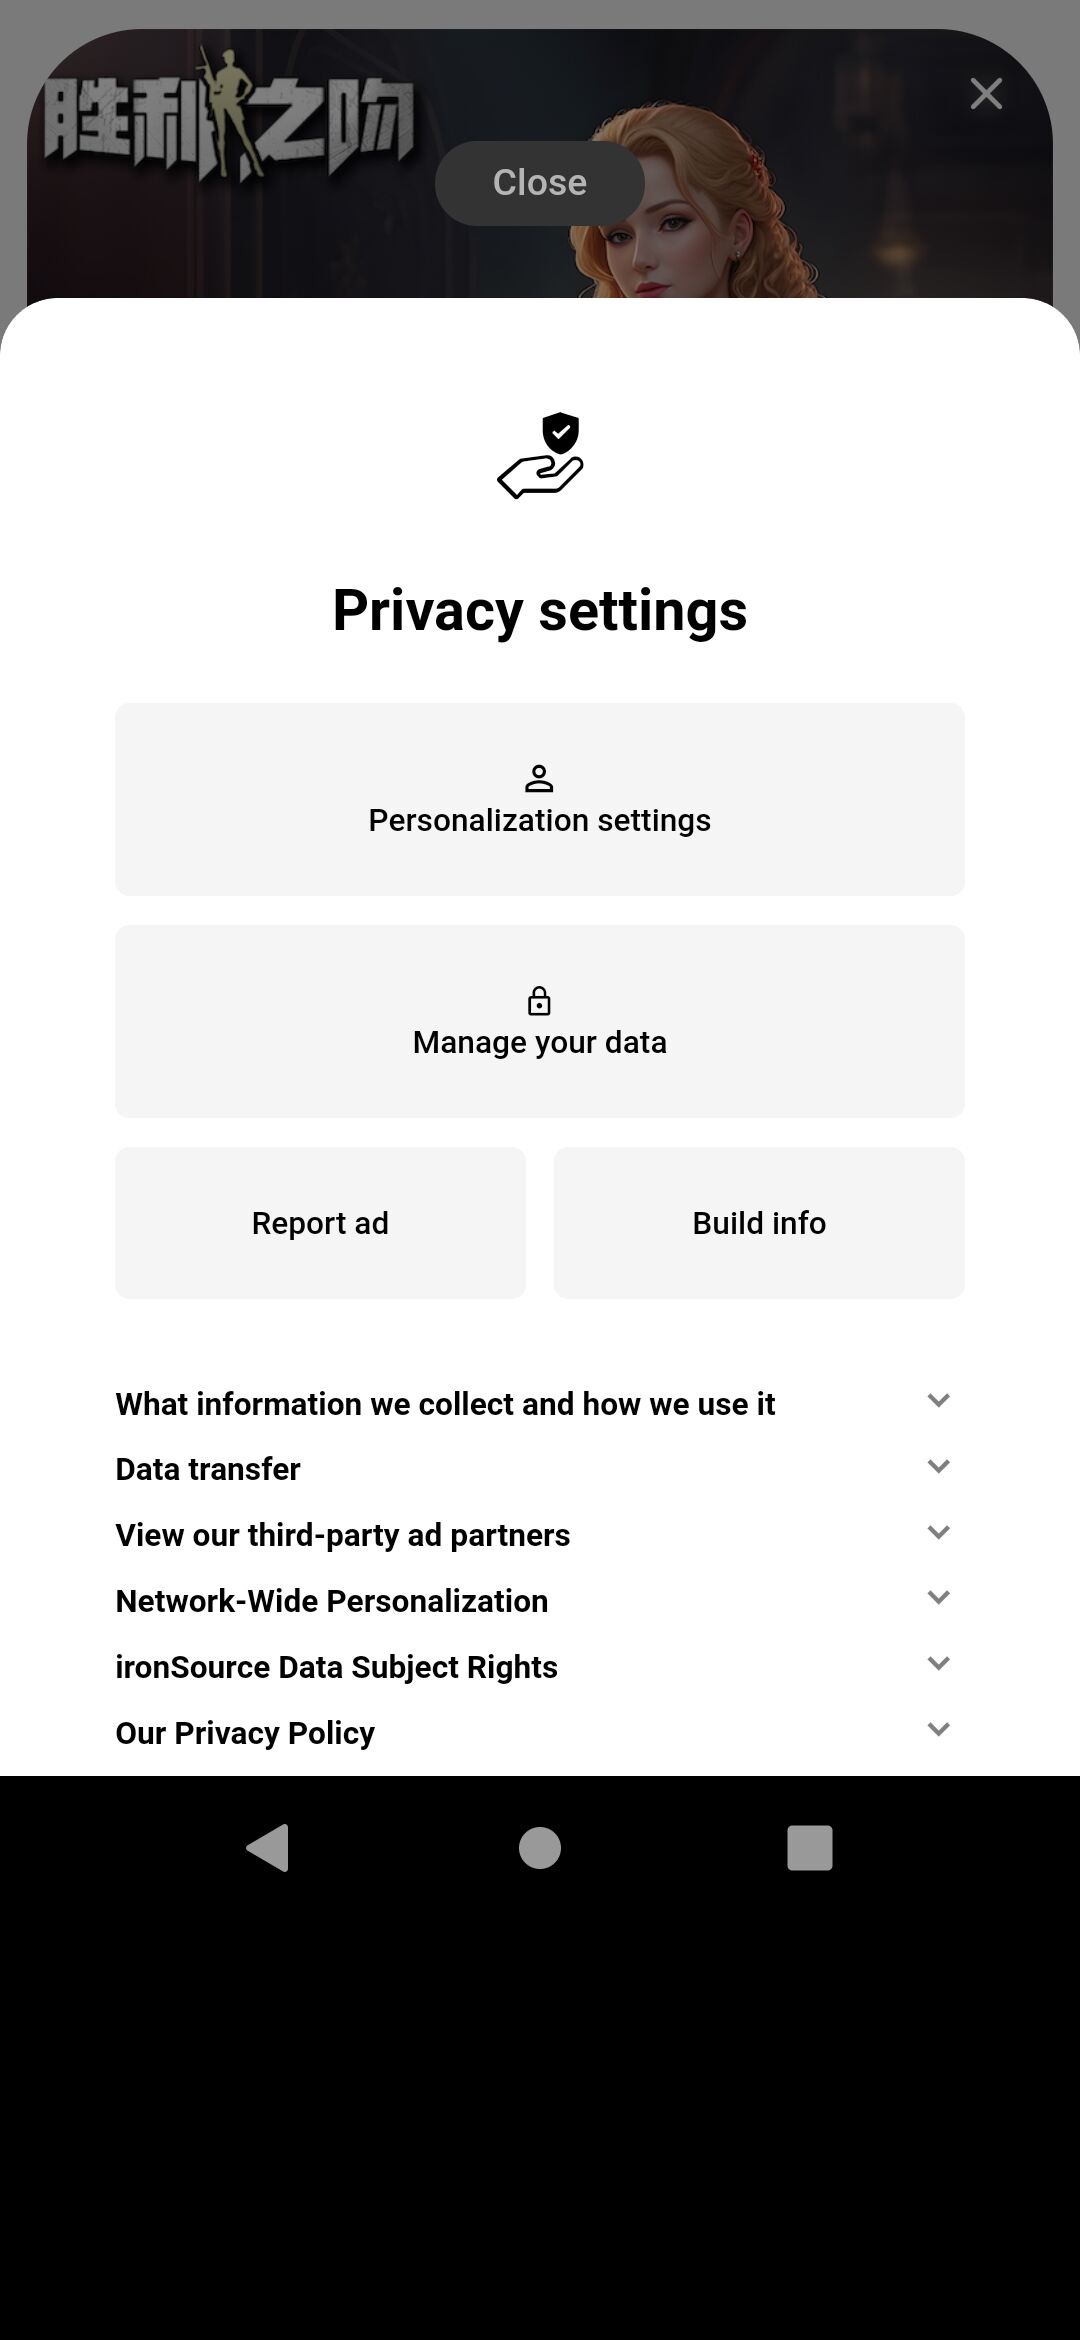 胜利之吻
Close
Privacy settings
Personalization settings
Manage your data
Report ad
Build info
What information we collect and how we use it
Data transfer
View our third-party ad partners
Network-Wide Personalization
ironSource Data Subject Rights
Our Privacy Policy